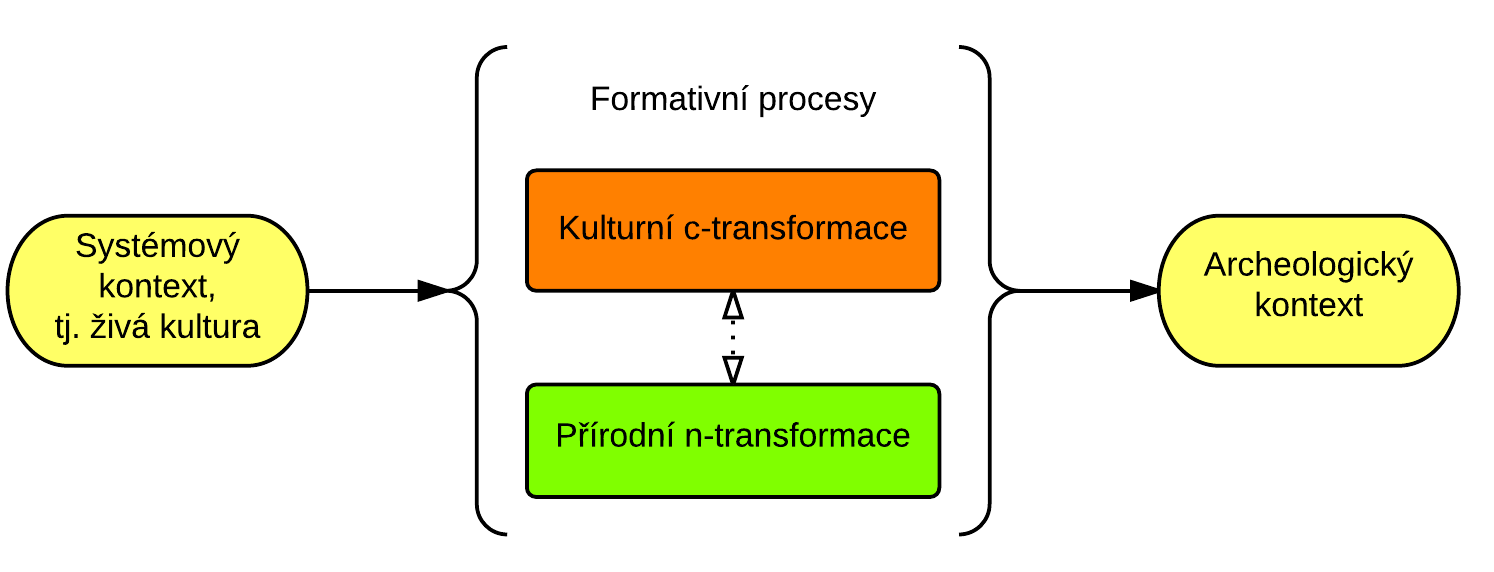 Formativní procesy
Systémový
kontext,
tj. živá kultura
Kulturní c-transformace
Přírodní n-transformace
Archeologický
kontext